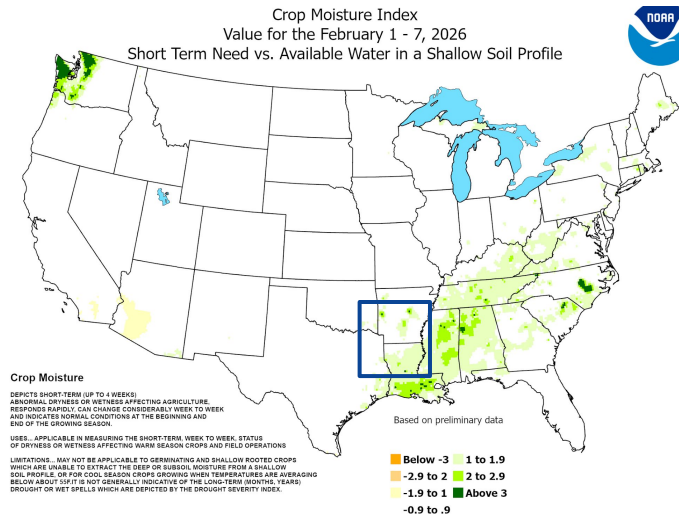 Crop Moisture Index
Value for the February 1 - 7, 2026
Short Term Need vs. Available Water in a Shallow Soil Profile
NOAA
Crop Moisture
DEPICTS SHORT-TERM (UP TO 4 WEEKS)
ABNORMAL DRYNESS OR WETNESS AFFECTING AGRICULTURE,
RESPONDS RAPIDLY, CAN CHANGE CONSIDERABLY WEEK TO WEEK
AND INDICATES NORMAL CONDITIONS AT THE BEGINNING AND
END OF THE GROWING SEASON.
USES... APPLICABLE IN MEASURING THE SHORT-TERM, WEEK TO WEEK, STATUS
OF DRYNESS OR WETNESS AFFECTING WARM SEASON CROPS AND FIELD OPERATIONS
LIMITATIONS... MAY NOT BE APPLICABLE TO GERMINATING AND SHALLOW ROOTED CROPS
WHICH ARE UNABLE TO EXTRACT THE DEEP OR SUBSOIL MOISTURE FROM A SHALLOW
SOIL PROFILE, OR FOR COOL SEASON CROPS GROWING WHEN TEMPERATURES ARE AVERAGING
BELOW ABOUT 55F.IT IS NOT GENERALLY INDICATIVE OF THE LONG-TERM (MONTHS, YEARS)
DROUGHT OR WET SPELLS WHICH ARE DEPICTED BY THE DROUGHT SEVERITY INDEX.
Based on preliminary data
Below -3
1 to 1.9
-2.9 to 2
2 to 2.9
-1.9 to 1
Above 3
-0.9 to .9